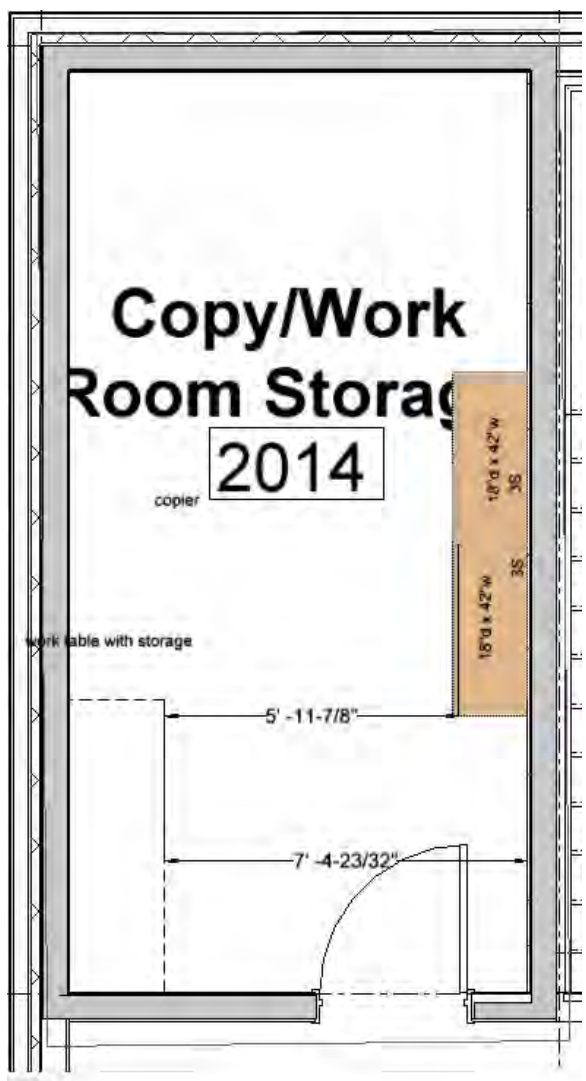 Copy/Work
Room Storag
2014
copier
18"d x 42"w
3S
3S
18"d x 42"w
work table with storage
5' -11-7/8"
7' -4-23/32"